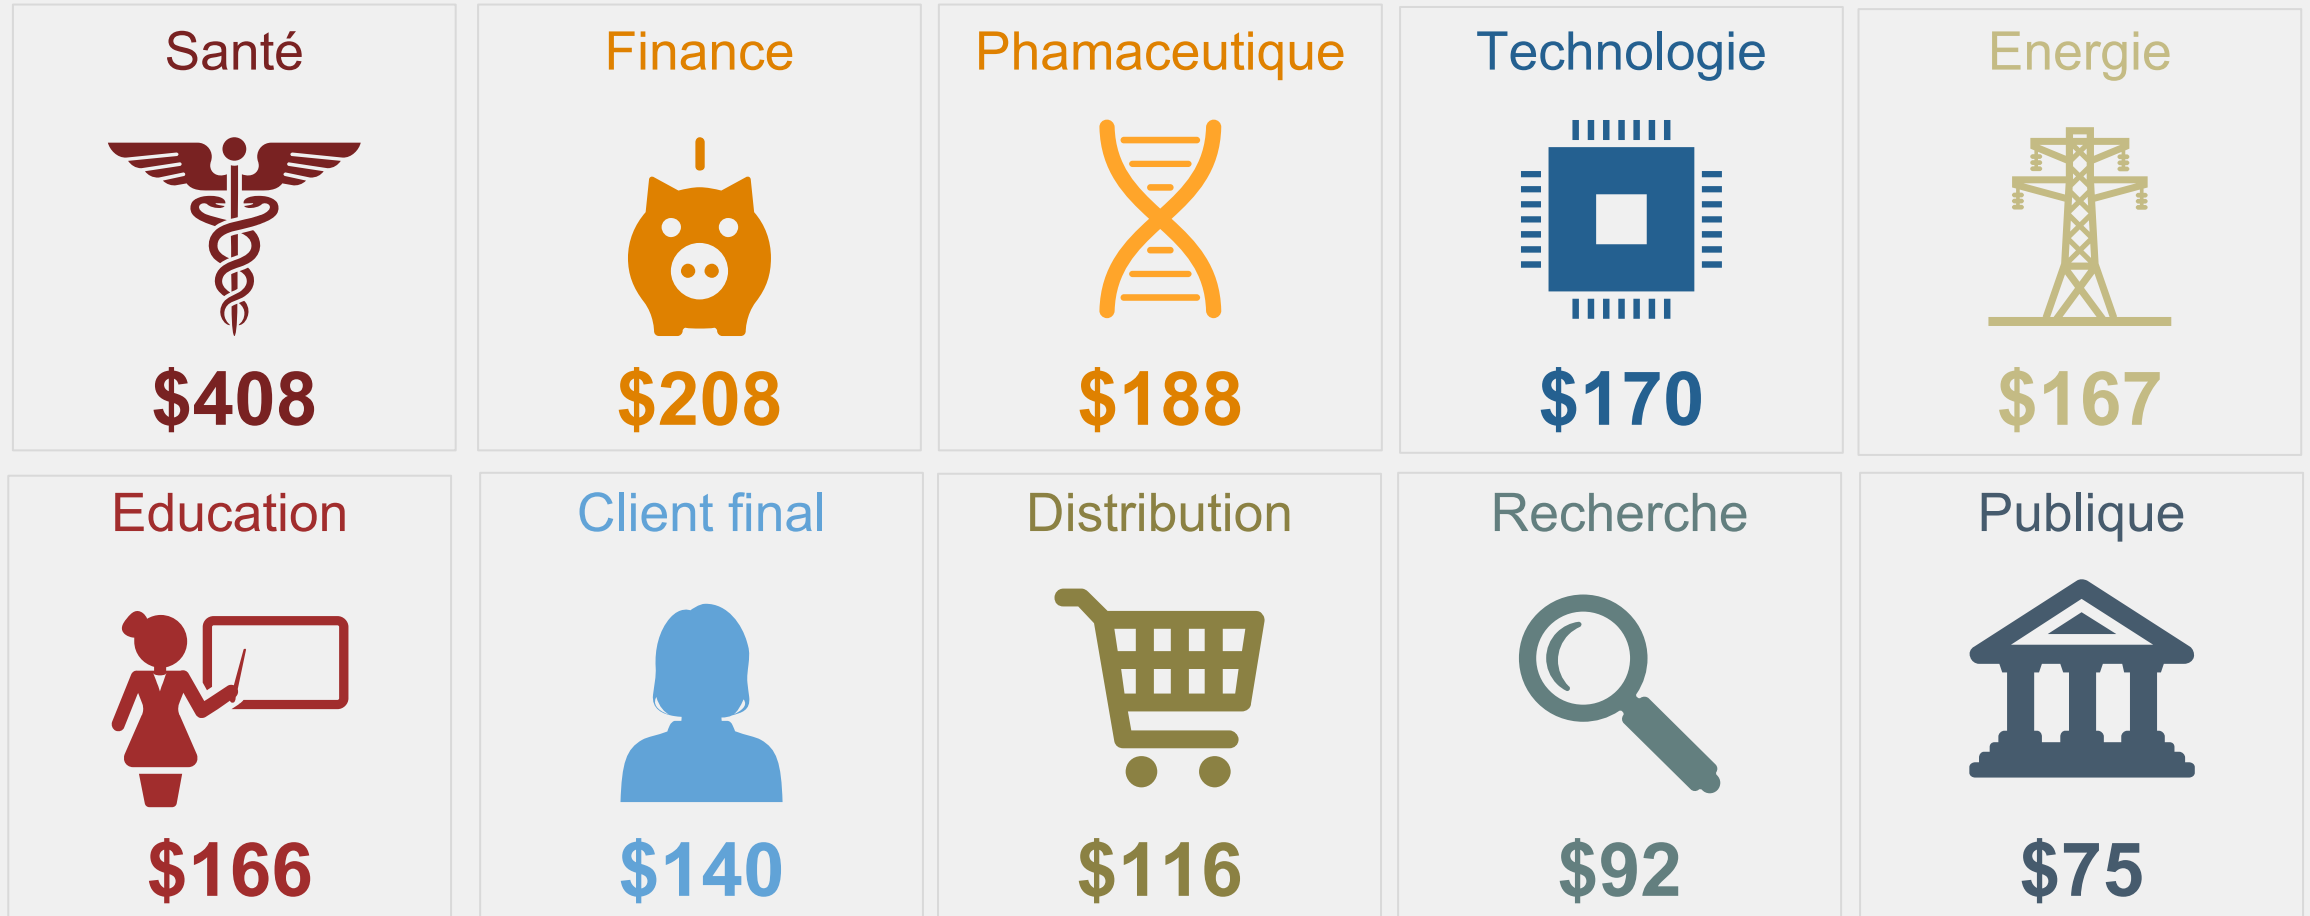 Santé
$408
Finance
$208
Phamaceutique
$188
Technologie
$170
Energie
$167
Education
$166
Client final
$140
Distribution
$116
Recherche
$92
Publique
$75